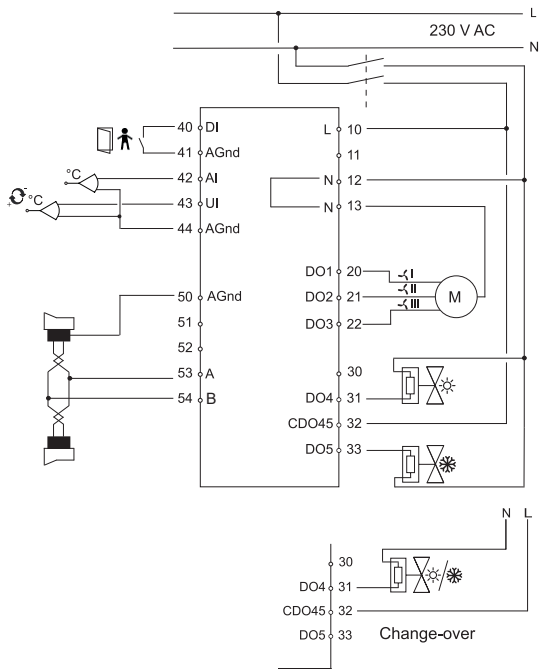 L
230 V AC
N
40 DI
41 AGnd
42 AI
43 UI
44 AGnd
°C
°C
+ -
L 10
11
N 12
N 13
DO1 20
DO2 21
DO3 22
I
II
III
M
50 AGnd
51
52
53 A
54 B
30
DO4 31
CDO45 32
DO5 33
N L
30
DO4 31
CDO45 32
DO5 33
Change-over